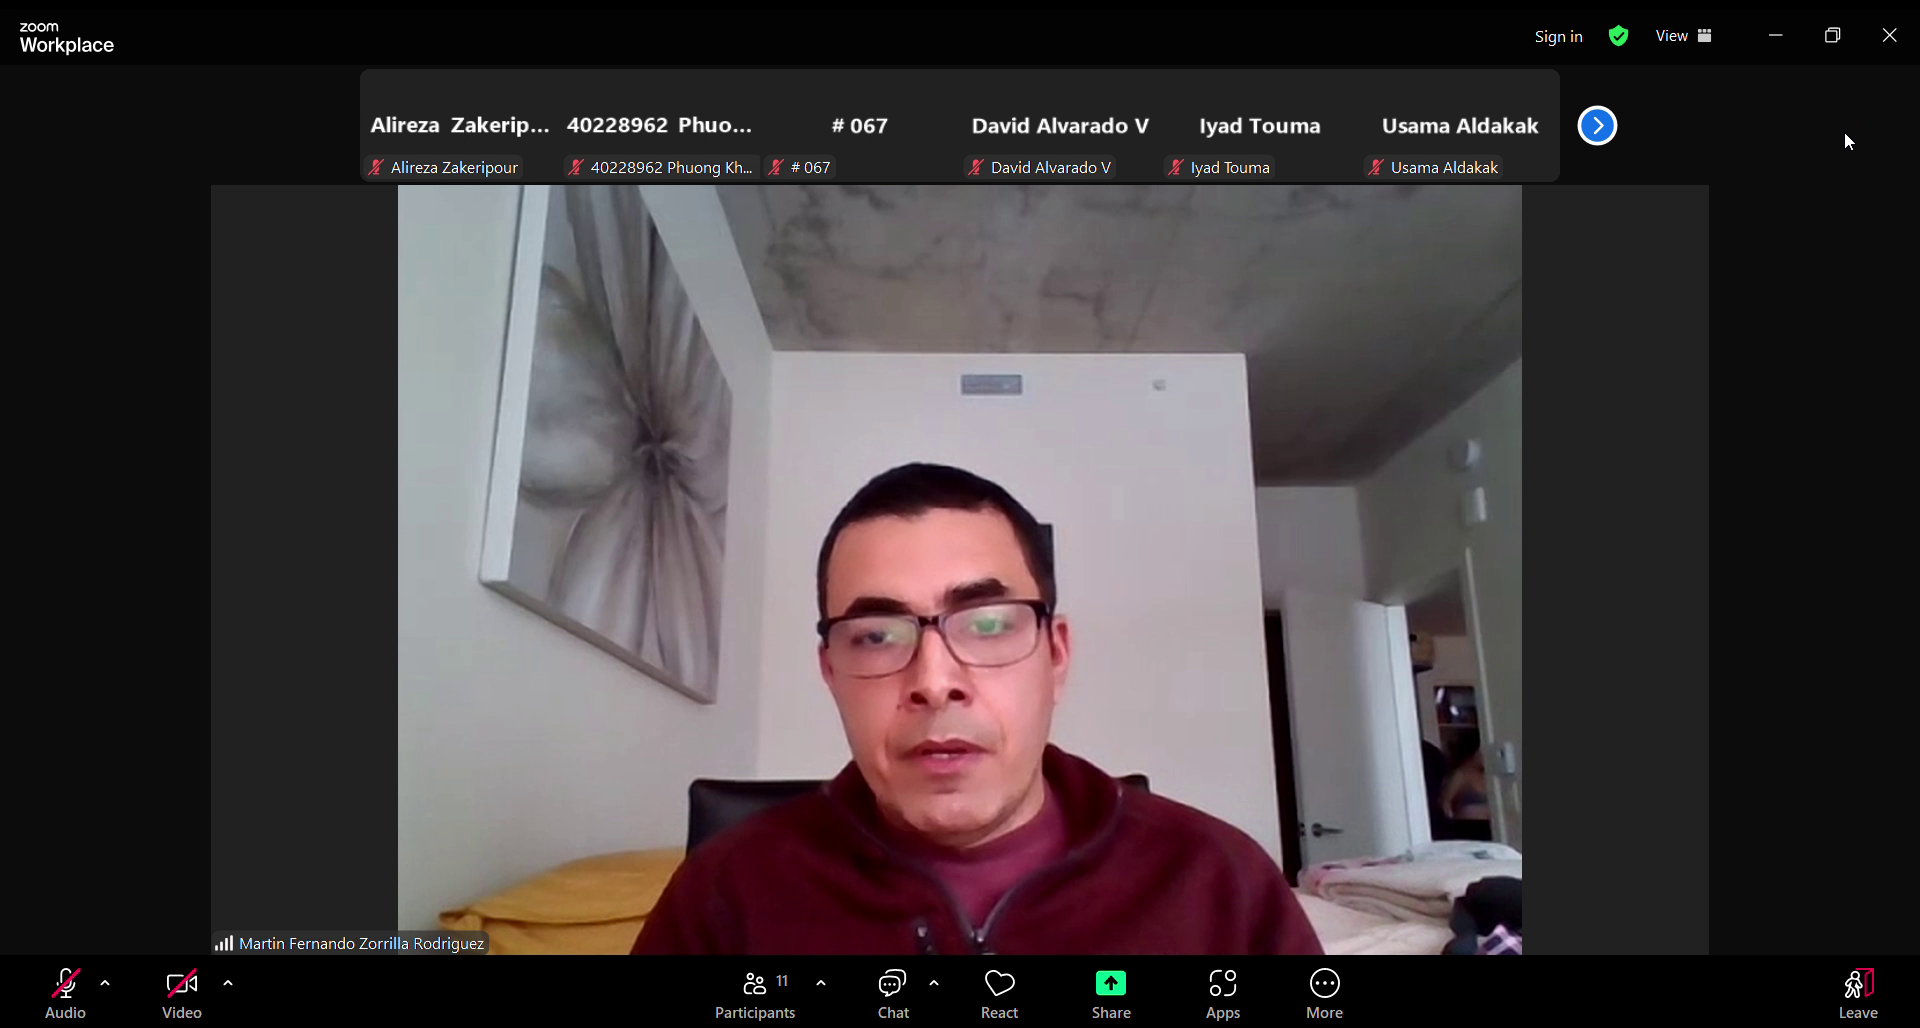 zoom
Workplace
Sign in
View
Alireza Zakerip...
40228962 Phuo...
# 067
David Alvarado V
Iyad Touma
Usama Aldakak
Alireza Zakeripour
40228962 Phuong Kh...
# 067
David Alvarado V
Iyad Touma
Usama Aldakak
Martin Fernando Zorrilla Rodriguez
Audio
Video
11
Participants
Chat
React
Share
Apps
More
Leave